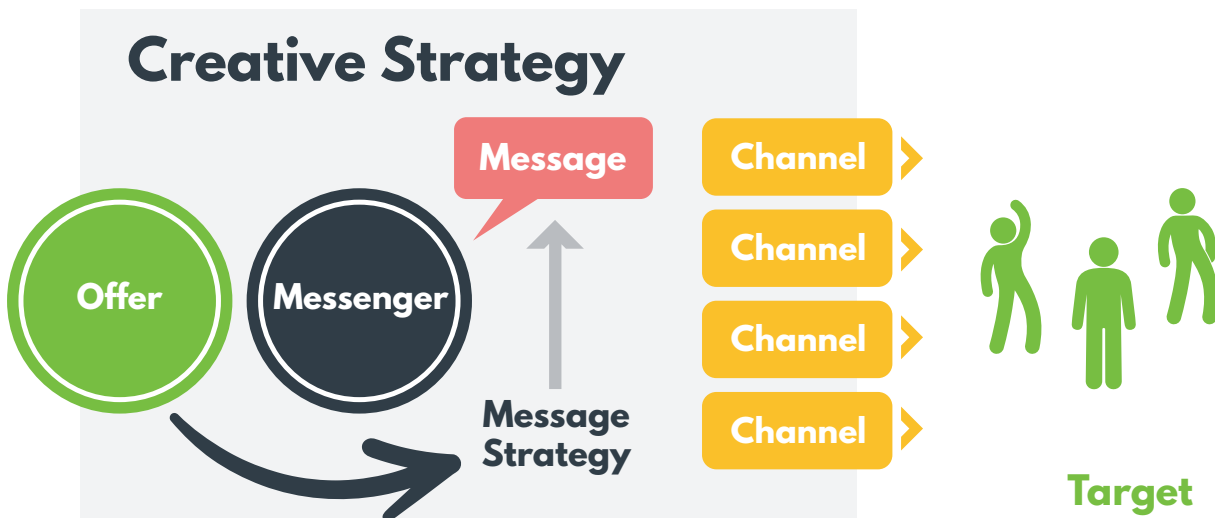 Creative Strategy
Message
Offer
Messenger
Message
Strategy
Channel
Channel
Channel
Channel
Target